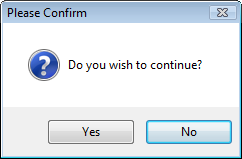 Please Confirm
Do you wish to continue?
Yes
No